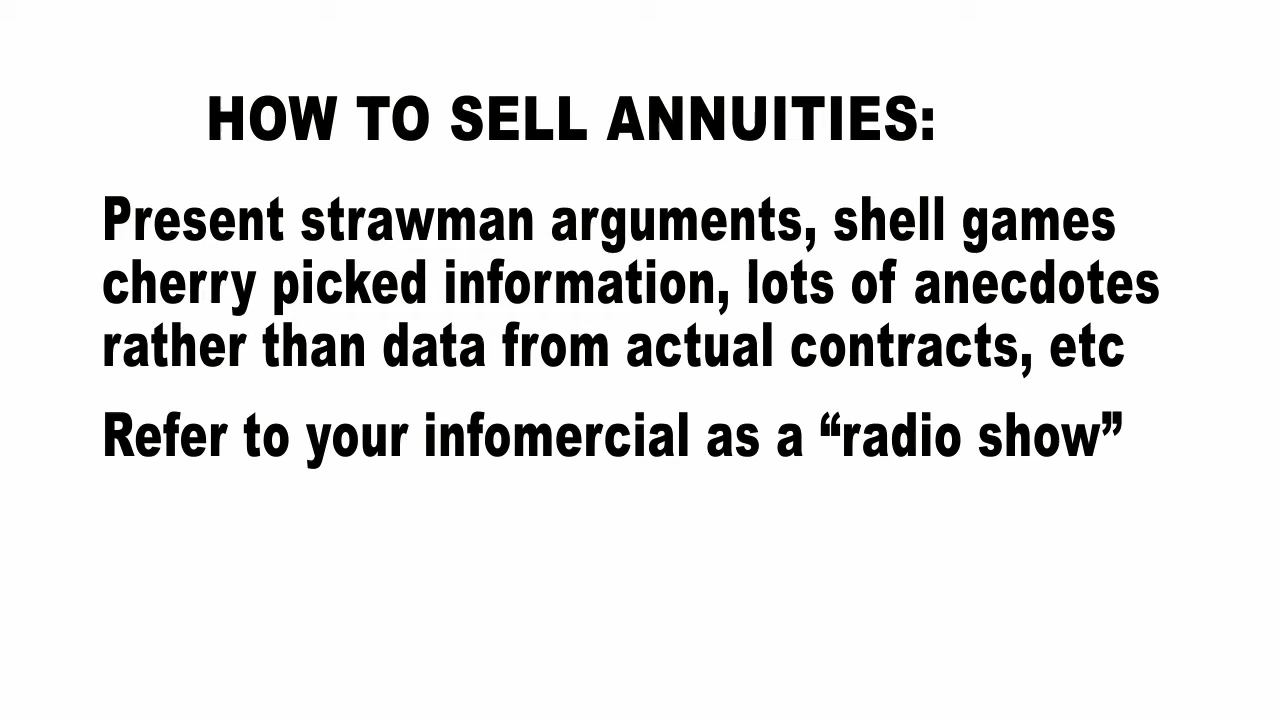 HOW TO SELL ANNUITIES:
Present strawman arguments, shell games
cherry picked information, lots of anecdotes
rather than data from actual contracts, etc
Refer to your infomercial as a “radio show”